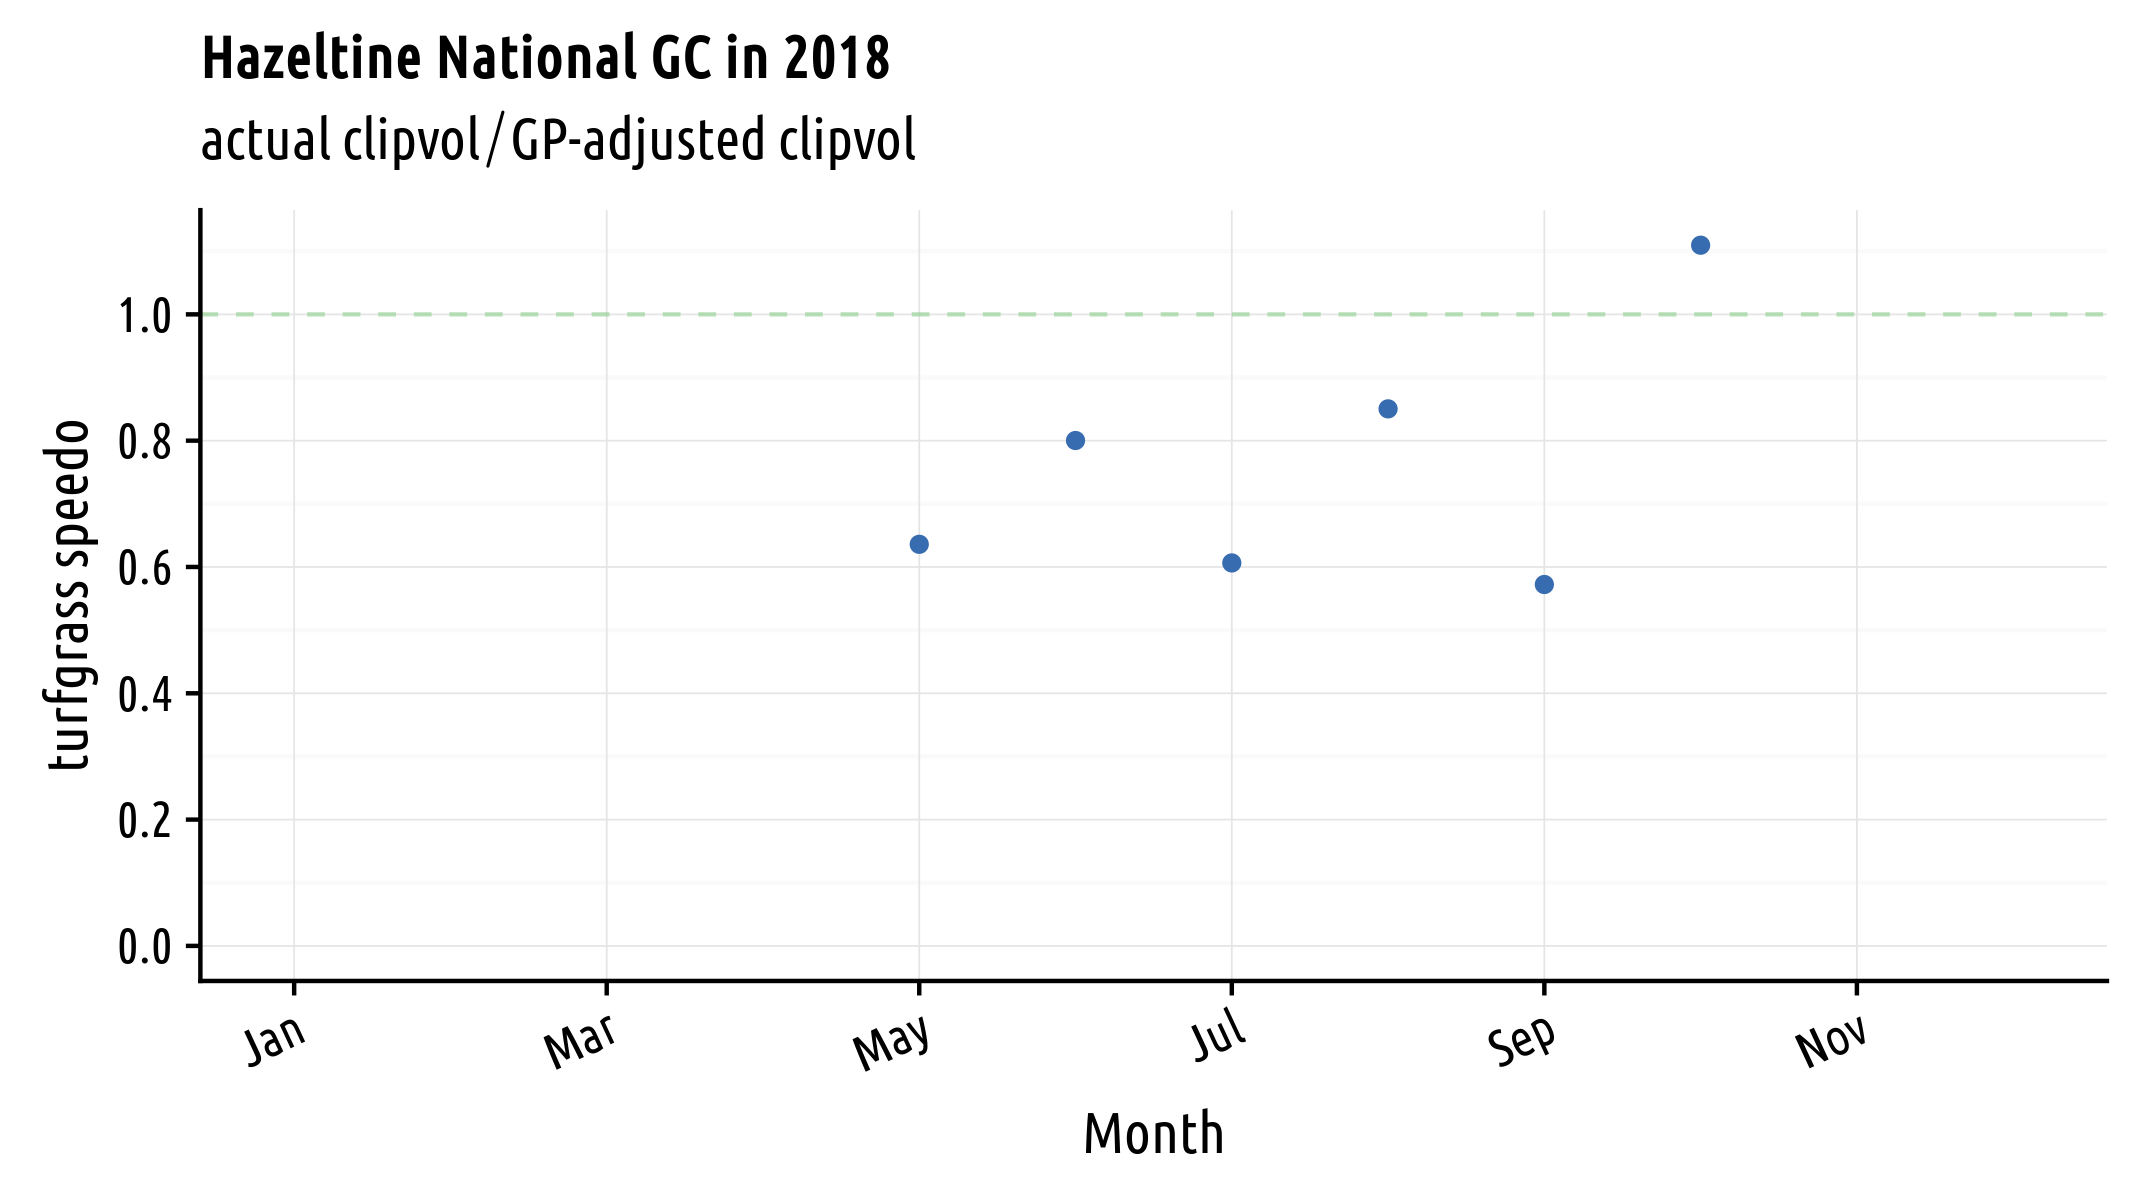 Hazeltine National GC in 2018
actual clipvol/GP-adjusted clipvol
turfgrass speedo
1.0
0.8
0.6
0.4
0.2
0.0
Jan Mar May Jul Sep Nov
Month